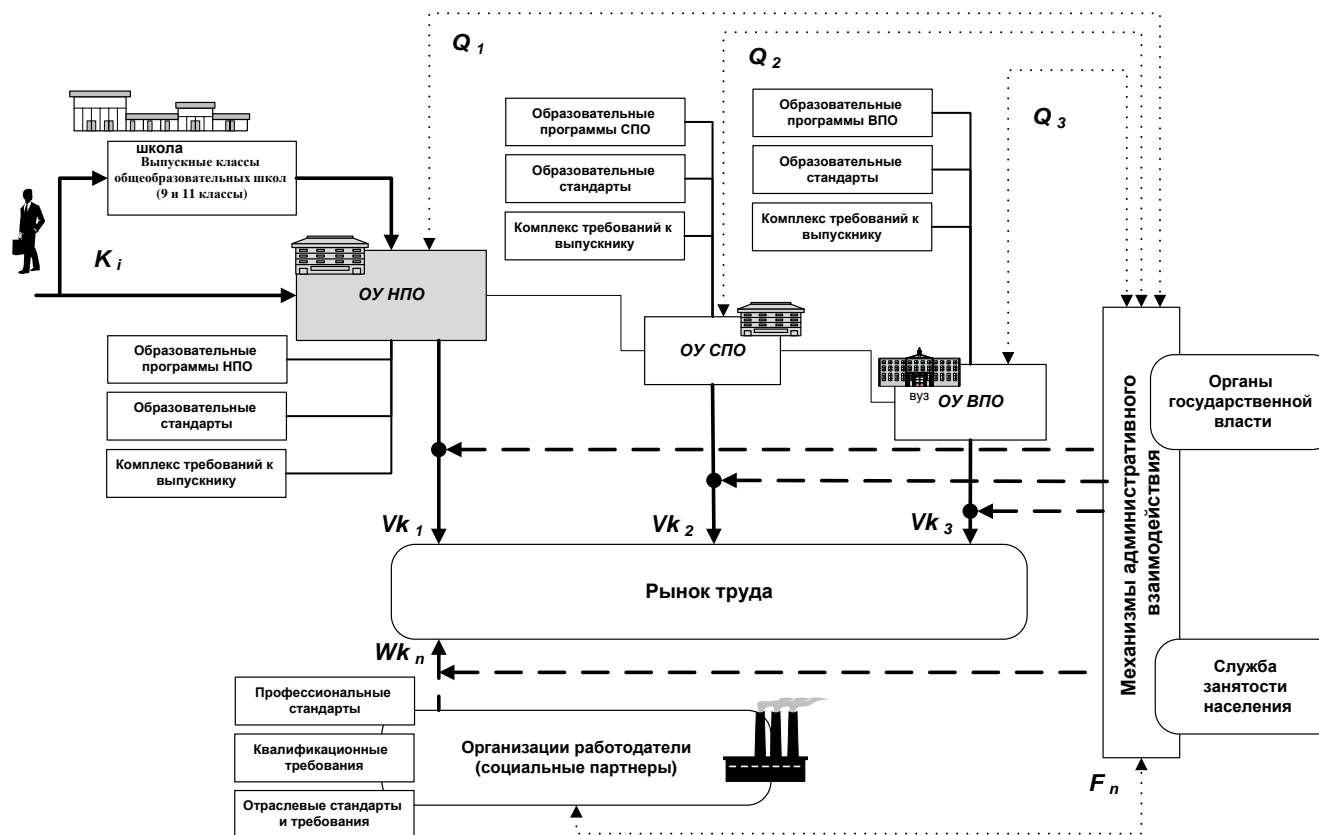 Q 1
Q 2
Q 3
школа
Выпускные классы
общеобразовательных школ
(9 и 11 классы)
K i
ОУ НПО
Образовательные
программы НПО
Образовательные
стандарты
Комплекс требований к
выпускнику
Образовательные
программы СПО
Образовательные
стандарты
Комплекс требований к
выпускнику
ОУ СПО
Образовательные
программы ВПО
Образовательные
стандарты
Комплекс требований к
выпускнику
вуз
ОУ ВПО
Механизмы административного
взаимодействия
Органы
государственной
власти
Служба
занятости
населения
Vk 1
Vk 2
Vk 3
Рынок труда
Wk n
Профессиональные
стандарты
Квалификационные
требования
Отраслевые стандарты
и требования
Организации работодатели
(социальные партнеры)
F n